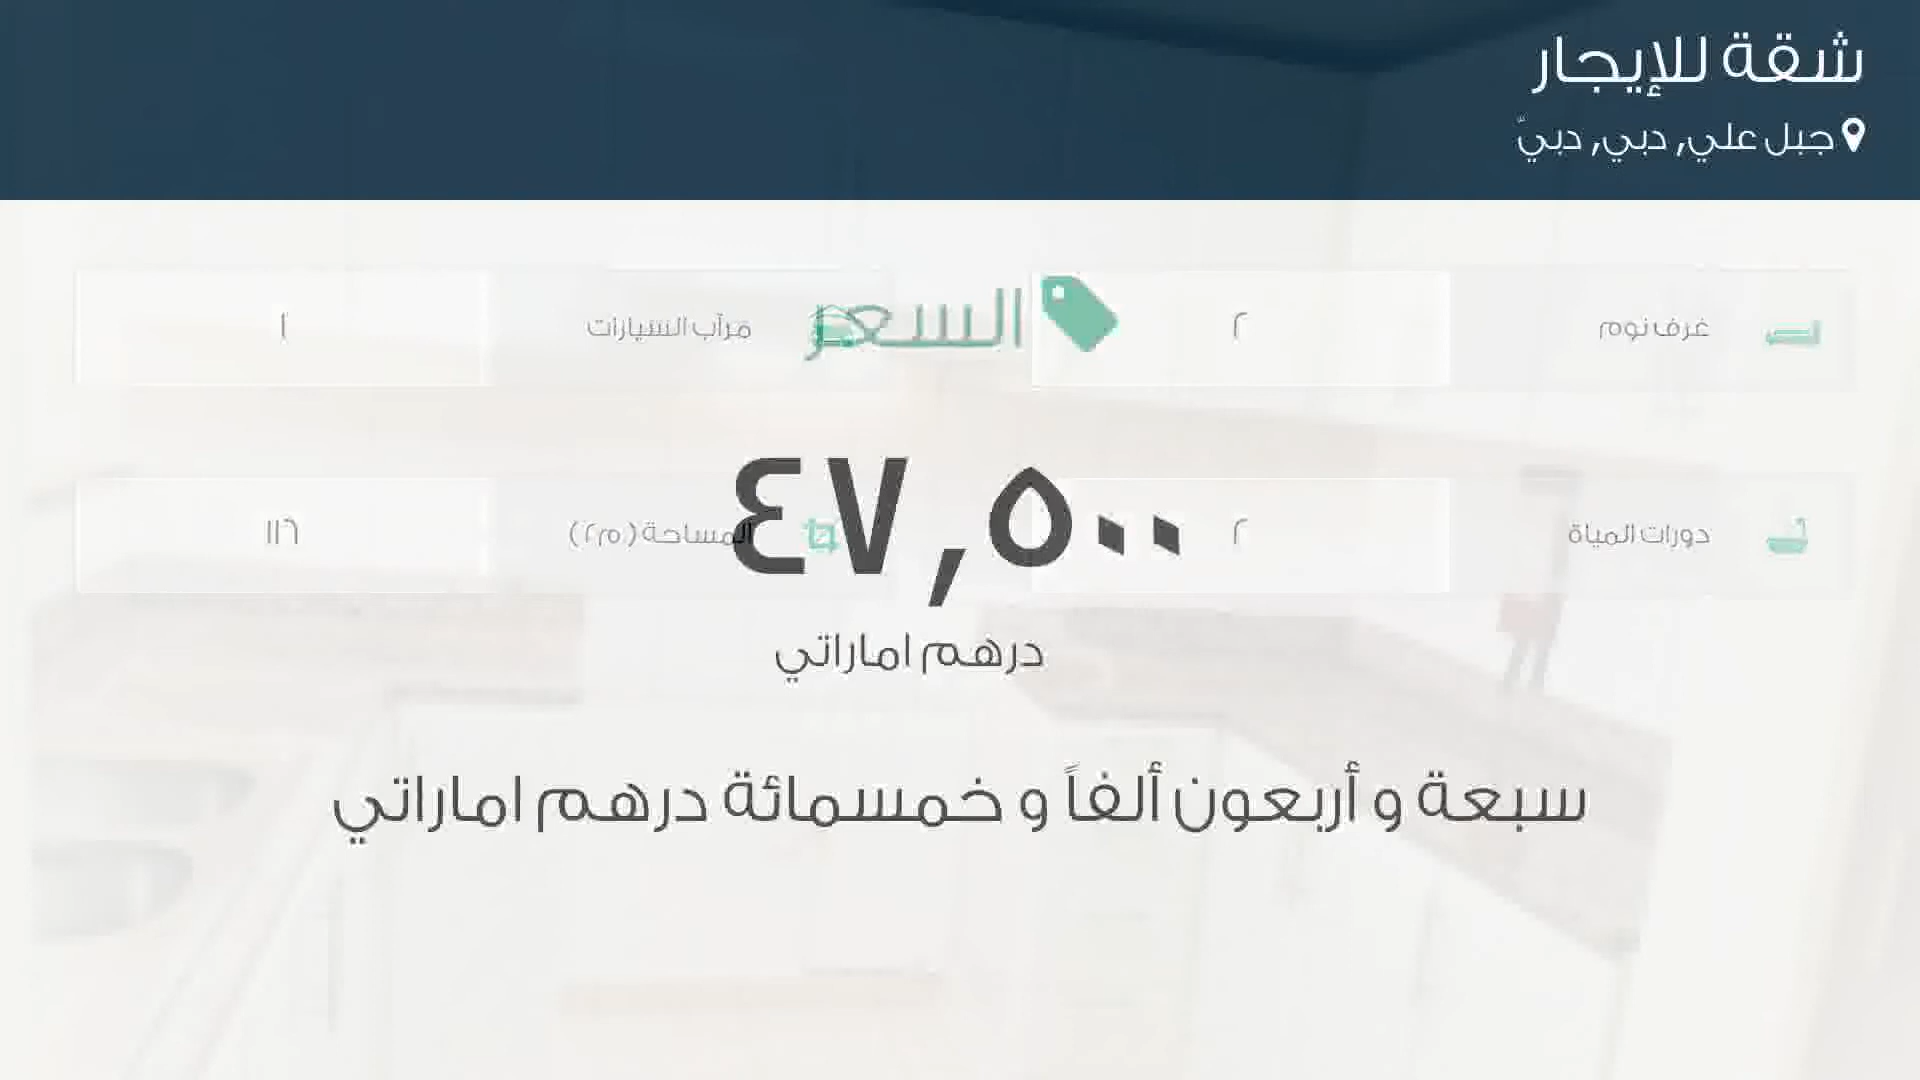 شقة للإيجار
جبل علي, دبي, دبيّ
السعر
غرف نوم
٢
مرآب السيارات
١
٤٧,٥٠٠
دورات المياة
٢
المساحة (م٢)
١١٦
درهم اماراتي
سبعة و أربعون ألفاً و خمسمائة درهم اماراتي